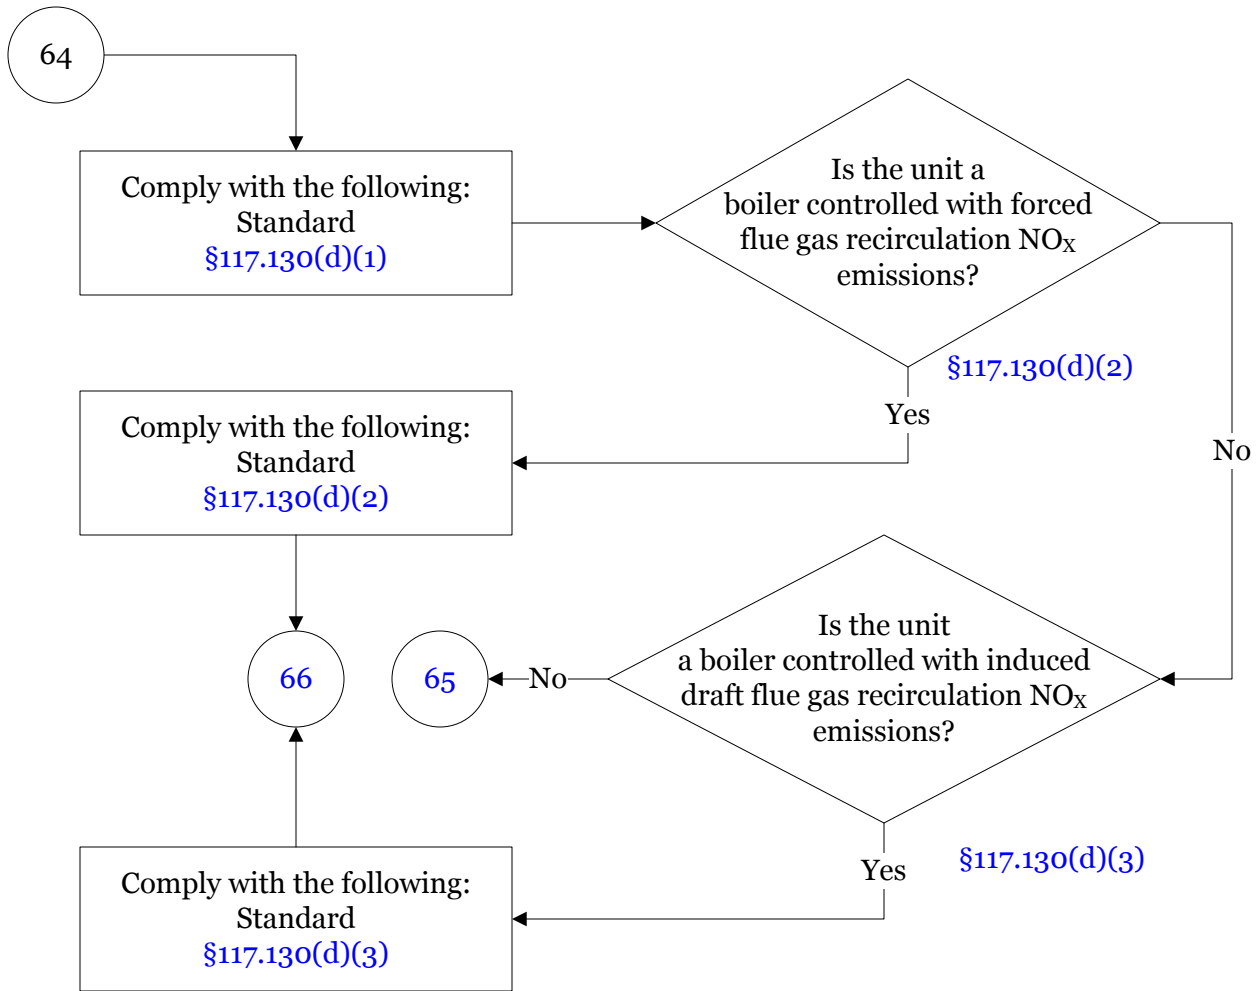 64
Comply with the following:
Standard
§117.130(d)(1)
Is the unit a
boiler controlled with forced
flue gas recirculation NOX
emissions?
§117.130(d)(2)
Yes
No
Comply with the following:
Standard
§117.130(d)(2)
66
65
No
Is the unit
a boiler controlled with induced
draft flue gas recirculation NOX
emissions?
§117.130(d)(3)
Yes
Comply with the following:
Standard
§117.130(d)(3)